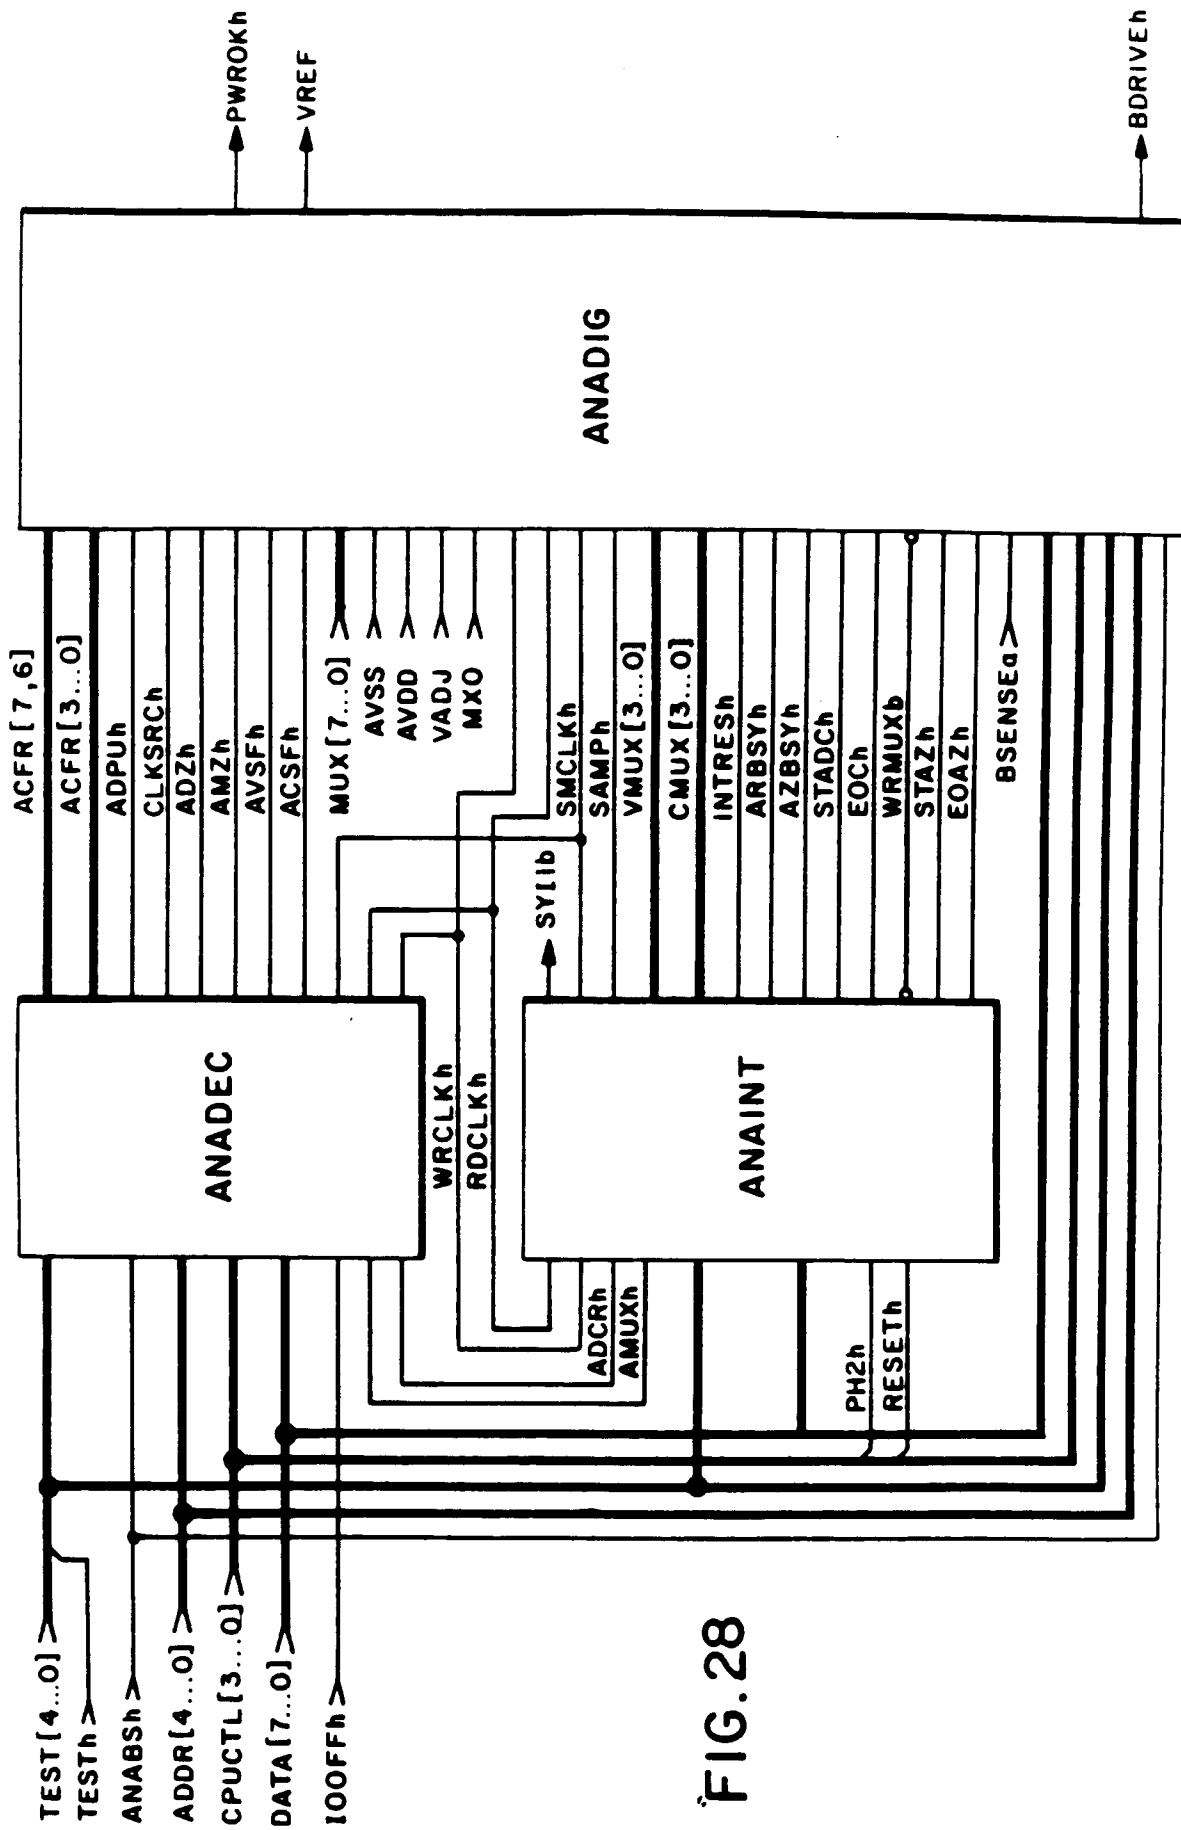 TEST[4...0]
TESTh
ANABSh
ADDR[4...0]
CPUCTL[3...0]
DATA[7...0]
IOOFFh
ANADEC
WRCLKh
RDCLKh
ADCRh
AMUXh
PH2h
RESETh
ANAINT
ACFR[7,6]
ACFR[3...0]
ADPUh
CLKSRCh
ADZh
AMZh
AVSFh
ACSFh
MUX[7...0]
AVSS
AVDD
VADJ
MXO
SYLIb
SMCLKh
SAMPh
VMUX[3...0]
CMUX[3...0]
INTRESh
ARBSYh
AZBSYh
STADCh
EOCh
WRMUXb
STAZh
EOAZh
BSENSEa
ANADIG
PWROKh
VREF
BDRIVEh
FIG.28